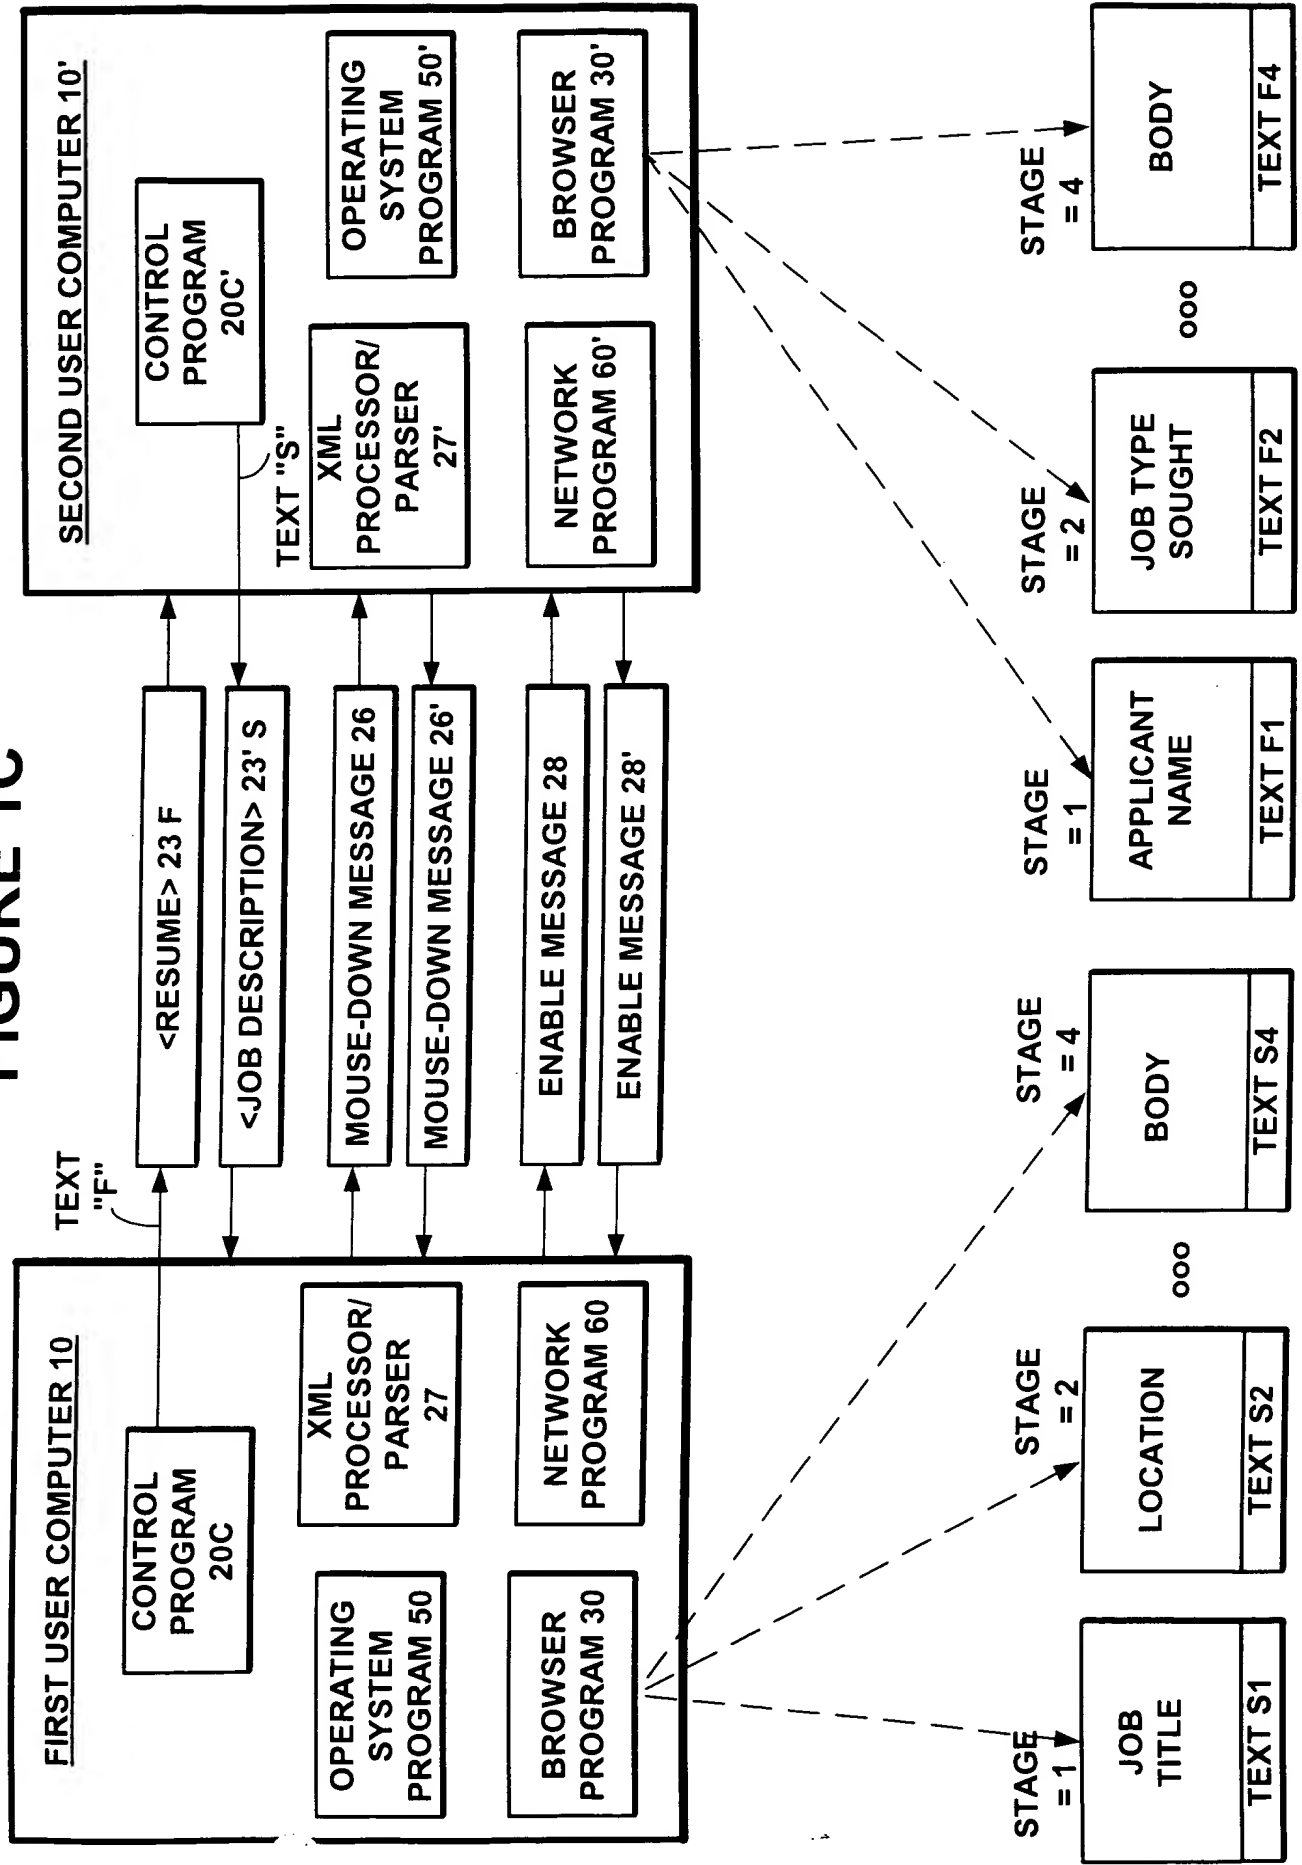 FIGURE 1C
FIRST USER COMPUTER 10
CONTROL
PROGRAM
20C
OPERATING
SYSTEM
PROGRAM 50
XML
PROCESSOR/
PARSER
27
BROWSER
PROGRAM 30
NETWORK
PROGRAM 60
TEXT
"F"
<RESUME> 23 F
<JOB DESCRIPTION> 23' S
MOUSE-DOWN MESSAGE 26
MOUSE-DOWN MESSAGE 26'
ENABLE MESSAGE 28
ENABLE MESSAGE 28'
SECOND USER COMPUTER 10'
CONTROL
PROGRAM
20C'
TEXT "S"
XML
PROCESSOR/
PARSER
27'
OPERATING
SYSTEM
PROGRAM 50'
NETWORK
PROGRAM 60'
BROWSER
PROGRAM 30'
STAGE
= 1
JOB
TITLE
TEXT S1
STAGE
= 2
LOCATION
TEXT S2
ooo
STAGE
= 4
BODY
TEXT S4
STAGE
= 1
APPLICANT
NAME
TEXT F1
STAGE
= 2
JOB TYPE
SOUGHT
TEXT F2
ooo
STAGE
= 4
BODY
TEXT F4